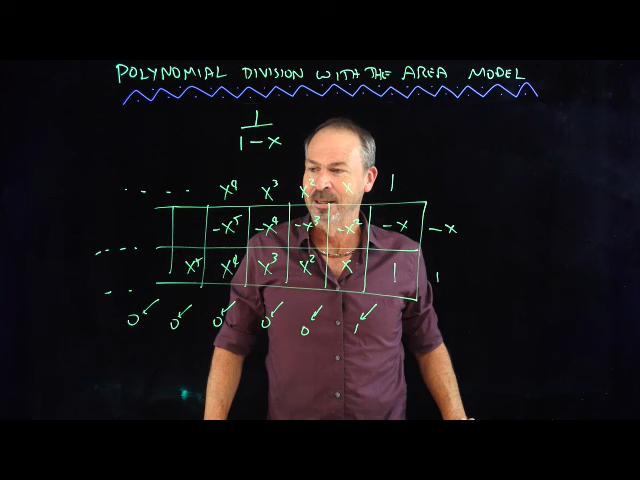 POLYNOMIAL DIVISION WITH THE AREA MODEL
1
1 - x
.... x⁴ x³ x² x 1
-x⁵ -x⁴ -x³ -x² -x -x
.... x⁵ x⁴ x³ x² x 1 1
...
0 0 0 0 0 1